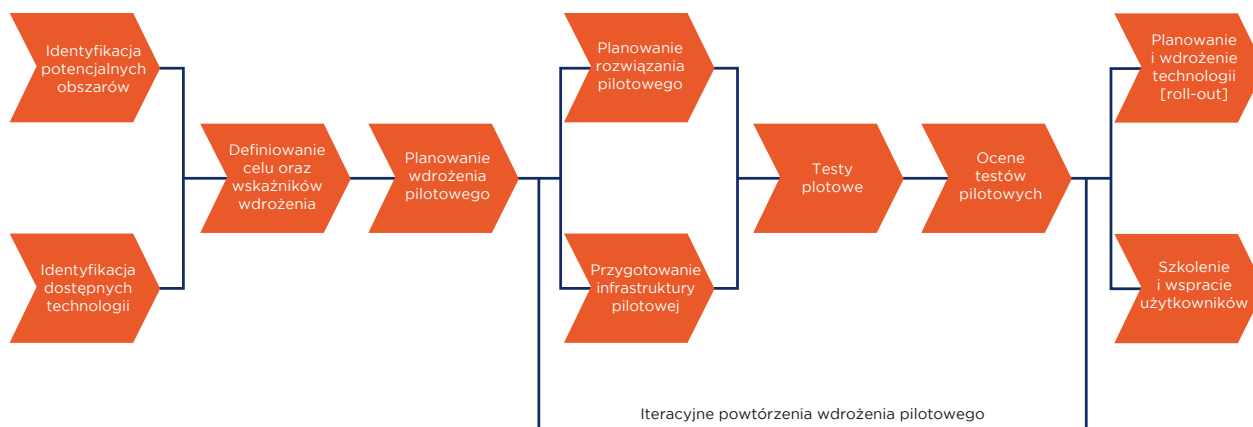 Identyfikacja
potencjalnych
obszarów
Identyfikacja
dostępnych
technologii
Definiowanie
celu oraz
wskaźników
wdrożenia
Planowanie
wdrożenia
pilotowego
Planowanie
rozwiązania
pilotowego
Przygotowanie
infrastruktury
pilotowej
Testy
plotowe
Ocene
testów
pilotowych
Planowanie
i wdrożenie
technologii
[roll-out]
Szkolenie
i wspracie
użytkowników
Iteracyjne powtórzenia wdrożenia pilotowego